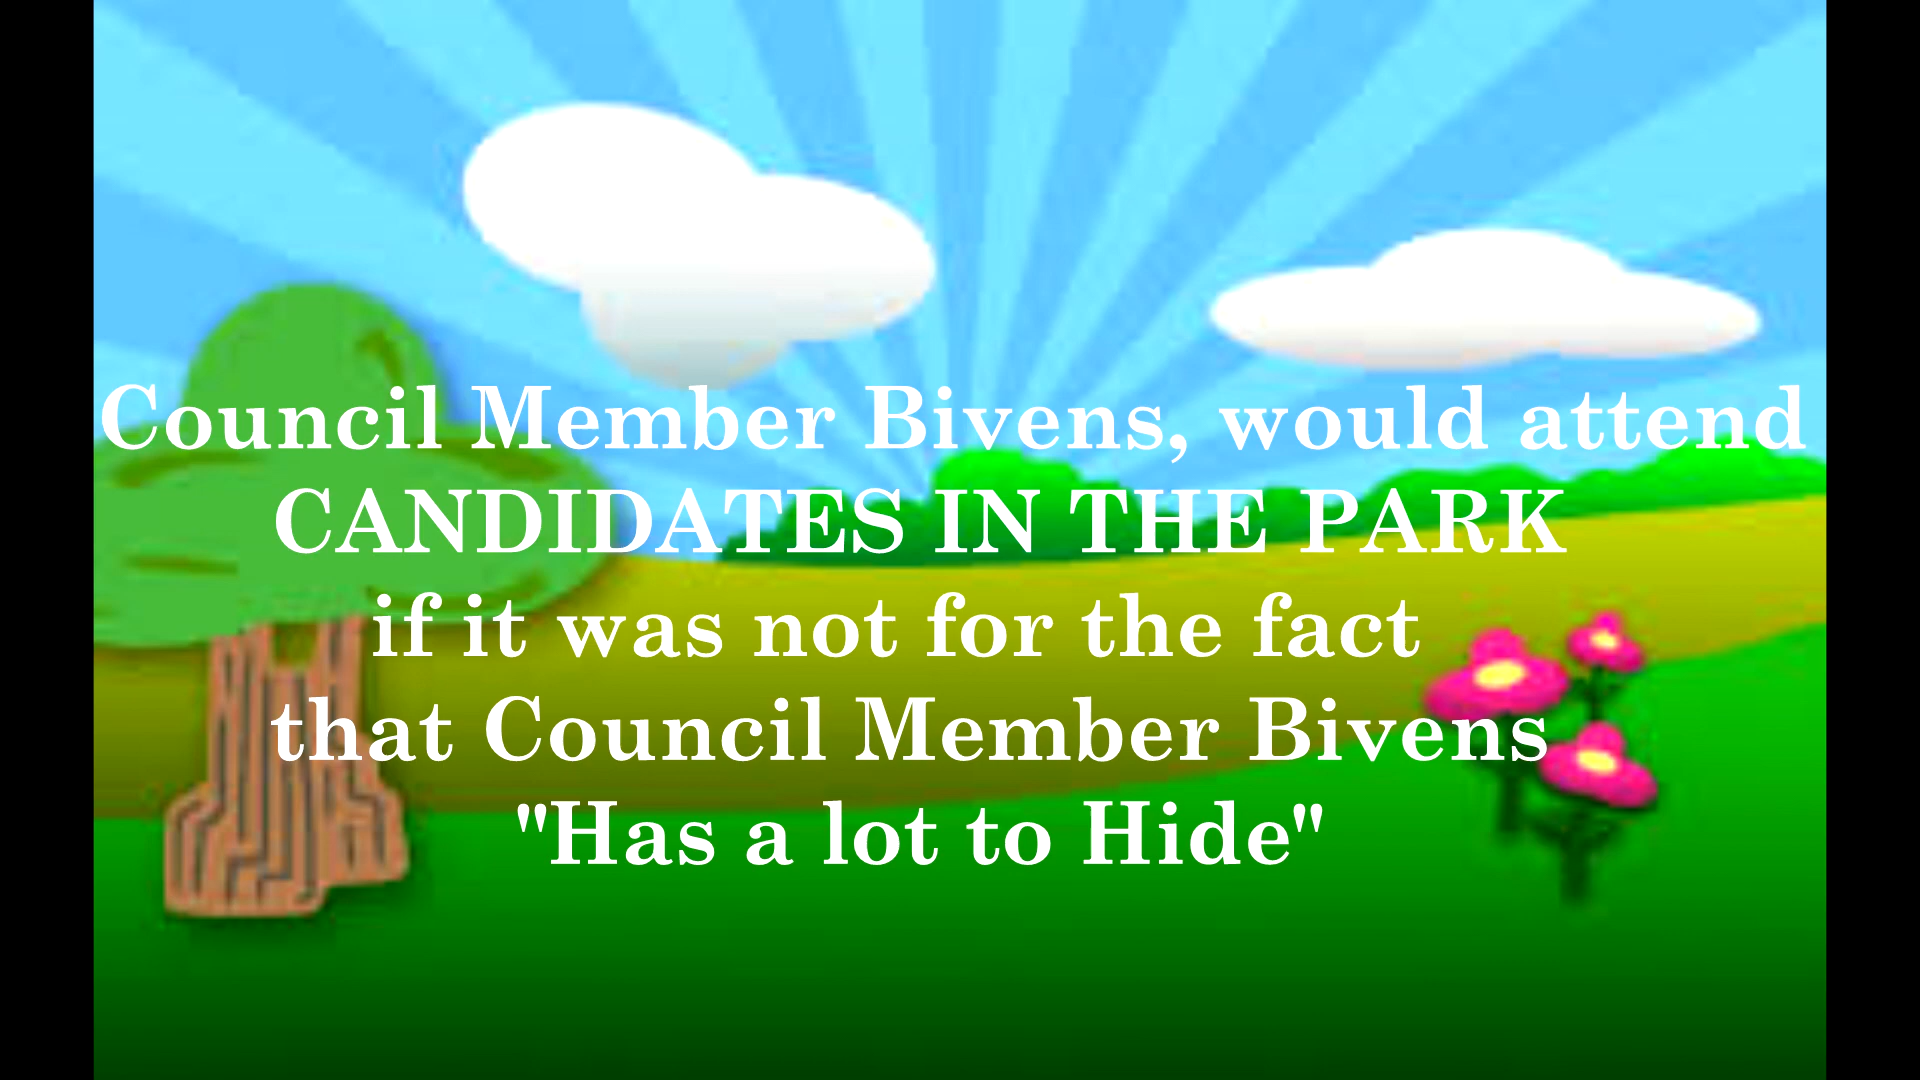 Council Member Bivens, would attend
CANDIDATES IN THE PARK
if it was not for the fact
that Council Member Bivens
"Has a lot to Hide"